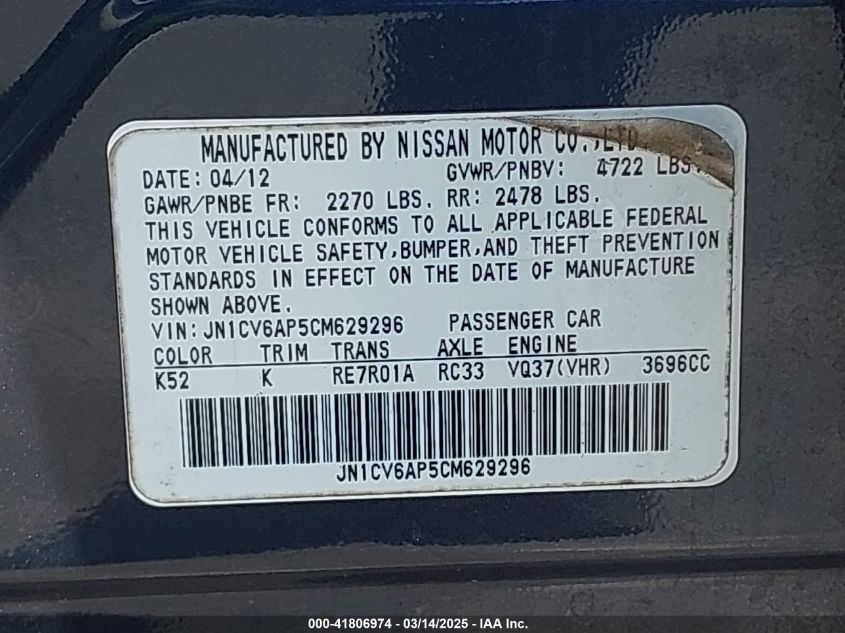 MANUFACTURED BY NISSAN MOTOR CO.,LTD.
DATE: 04/12 GVWR/PNBV: 4722 LBS.
GAWR/PNBE FR: 2270 LBS. RR: 2478 LBS.
THIS VEHICLE CONFORMS TO ALL APPLICABLE FEDERAL
MOTOR VEHICLE SAFETY,BUMPER,AND THEFT PREVENTION
STANDARDS IN EFFECT ON THE DATE OF MANUFACTURE
SHOWN ABOVE.
VIN:JN1CV6AP5CM629296 PASSENGER CAR
COLOR TRIM TRANS AXLE ENGINE
K52 K RE7R01A RC33 VQ37(VHR) 3696CC
JN1CV6AP5CM629296
000-41806974 - 03/14/2025 - IAA Inc.